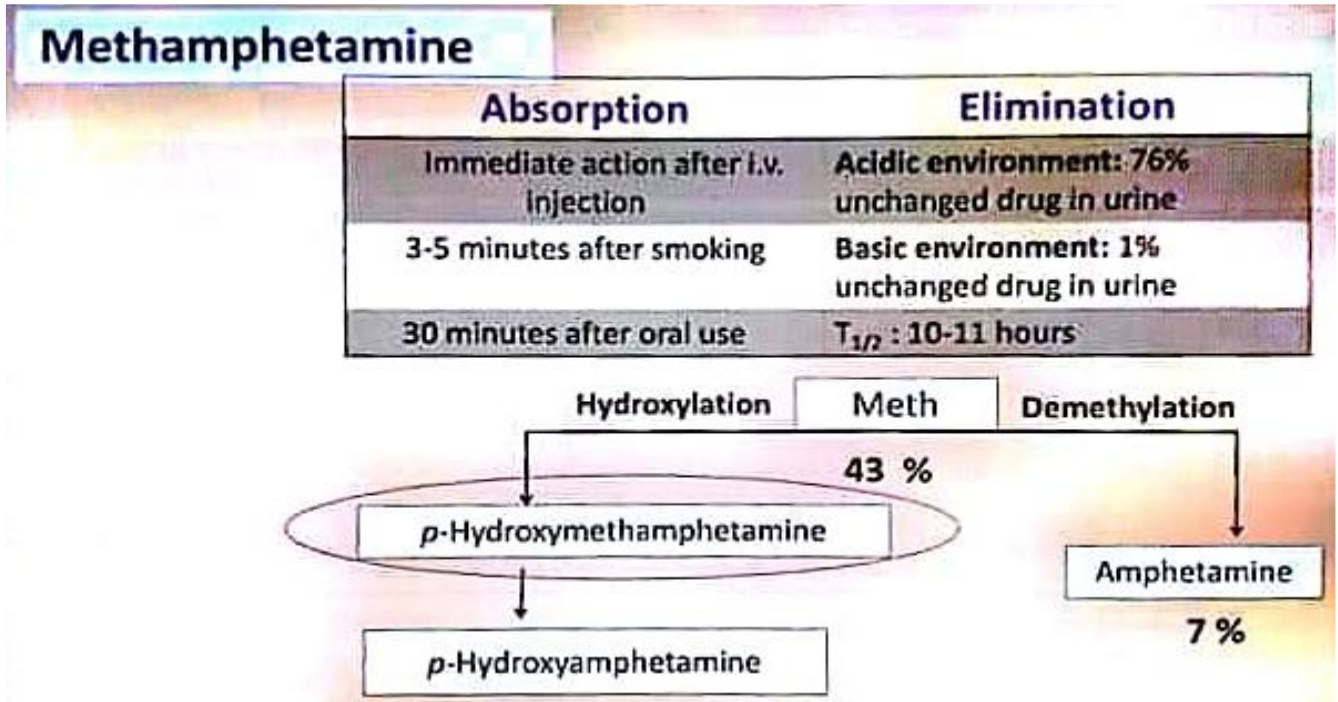 Methamphetamine
Absorption Elimination
Immediate action after i.v. Acidic environment: 76%
injection unchanged drug in urine
3-5 minutes after smoking Basic environment: 1%
unchanged drug in urine
30 minutes after oral use T1/2 : 10-11 hours
Hydroxylation Meth Demethylation
43 %
p-Hydroxymethamphetamine
Amphetamine
7 %
p-Hydroxyamphetamine